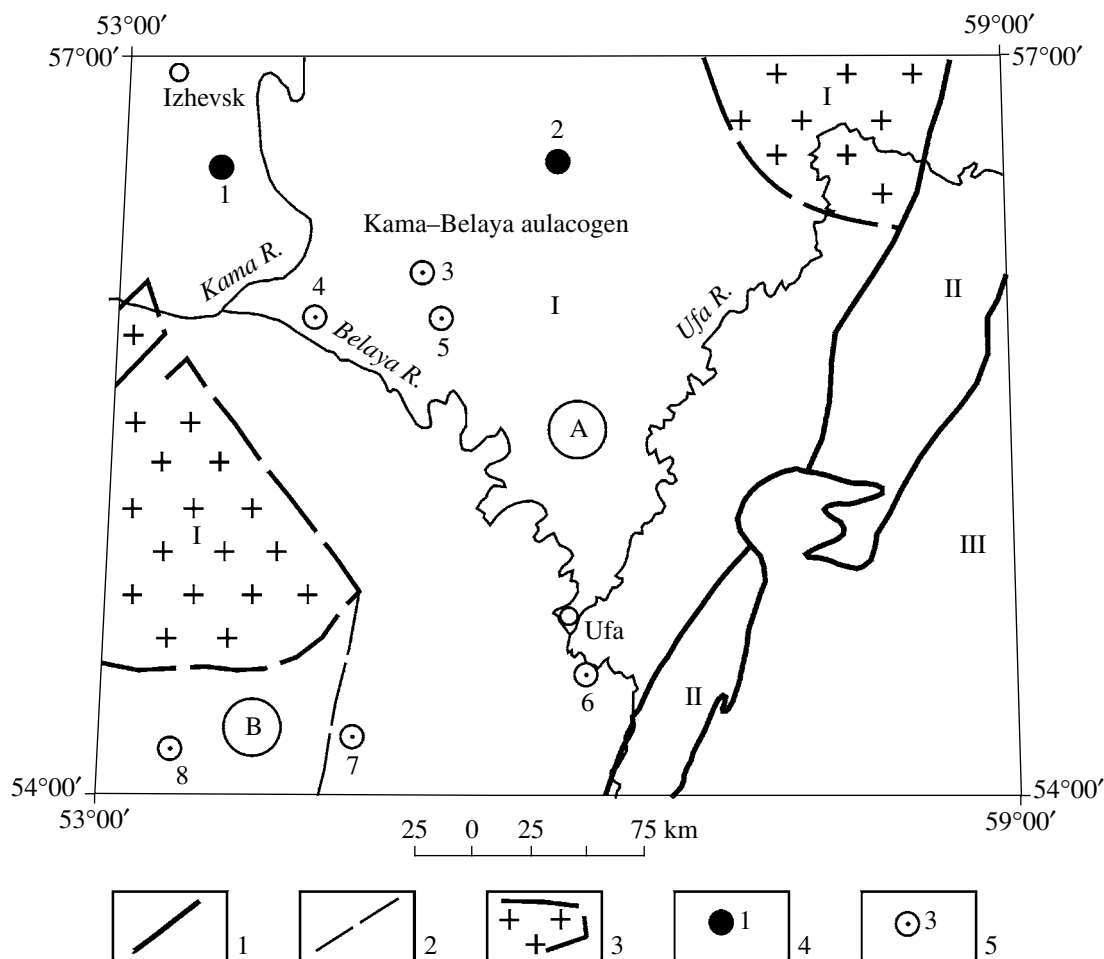 53°00′
59°00′
57°00′
57°00′
Izhevsk
I
2
1
Kama–Belaya aulacogen
Kama R.
3
II
4
I
Ufa R.
5
Belaya R.
A
I
III
Ufa
6
II
B
7
8
54°00′
54°00′
53°00′
59°00′
25 0 25 75 km
1 2 3 1 4 3 5